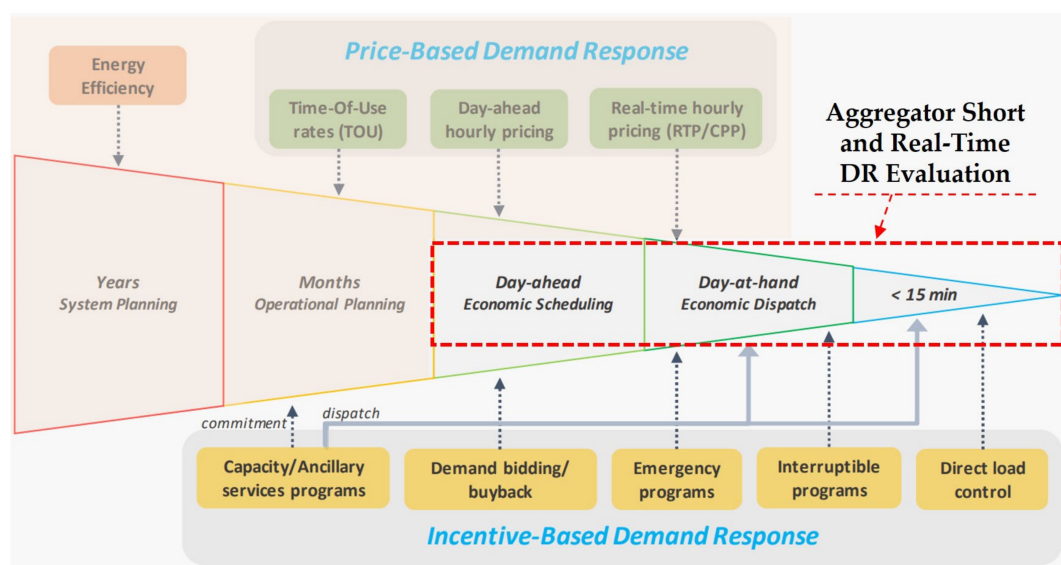 Price-Based Demand Response
Energy
Efficiency
Time-Of-Use
rates (TOU)
Day-ahead
hourly pricing
Real-time hourly
pricing (RTP/CPP)
Aggregator Short
and Real-Time
DR Evaluation
Years
System Planning
Months
Operational Planning
Day-ahead
Economic Scheduling
Day-at-hand
Economic Dispatch
< 15 min
commitment
dispatch
Capacity/Ancillary
services programs
Demand bidding/
buyback
Emergency
programs
Interruptible
programs
Direct load
control
Incentive-Based Demand Response